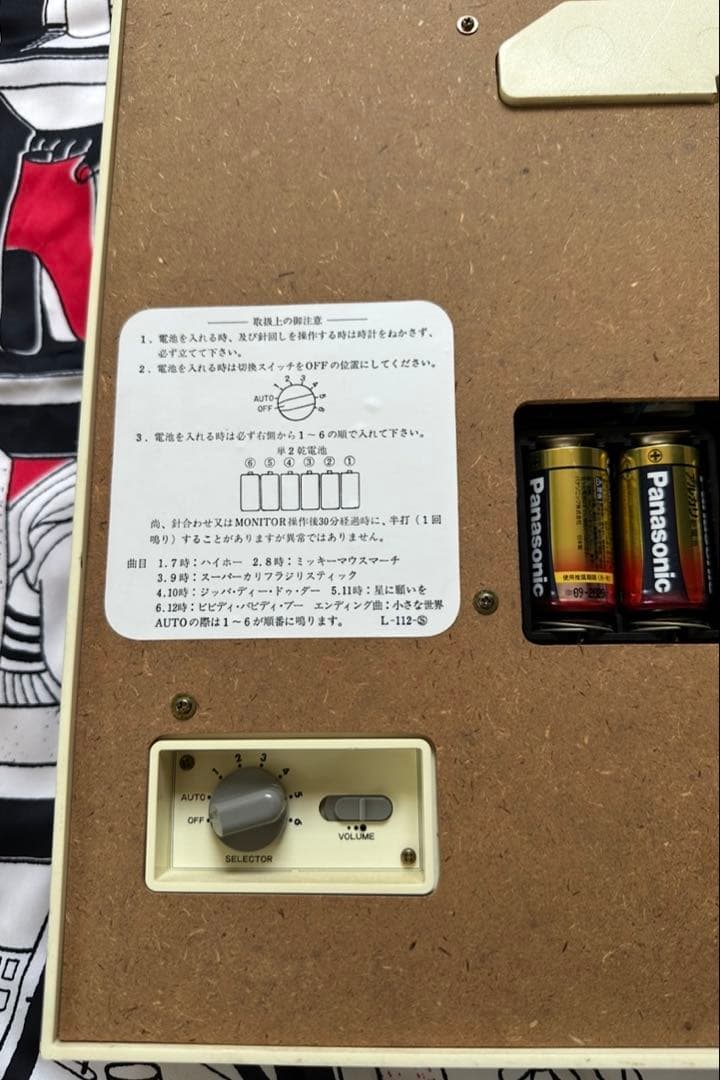 取扱上の御注意
1．電池を入れる時、及び針回しを操作する時は時計をねかさず、
必ず立てて下さい。
2．電池を入れる時は切換スイッチをOFFの位置にしてください。
1 2 3 4 5 6
AUTO
OFF
3．電池を入れる時は必ず右側から1～6の順で入れて下さい。
単2乾電池
⑥ ⑤ ④ ③ ② ①
尚、針合わせ又はMONITOR操作後30分経過時に、半打（1回
鳴り）することがありますが異常ではありません。
曲目 1.7時：ハイホー 2.8時：ミッキーマウスマーチ
3.9時：スーパーカリフラジリスティック
4.10時：ジッパ・ディー・ドゥ・デー 5.11時：星に願いを
6.12時：ビビディ・バビディ・ブー エンディング曲：小さな世界
AUTOの際は1～6が順番に鳴ります。 L-112-Ⓢ
Panasonic
Panasonic
使用推奨期限
1 2 3 4 5 6
AUTO
OFF
SELECTOR
VOLUME